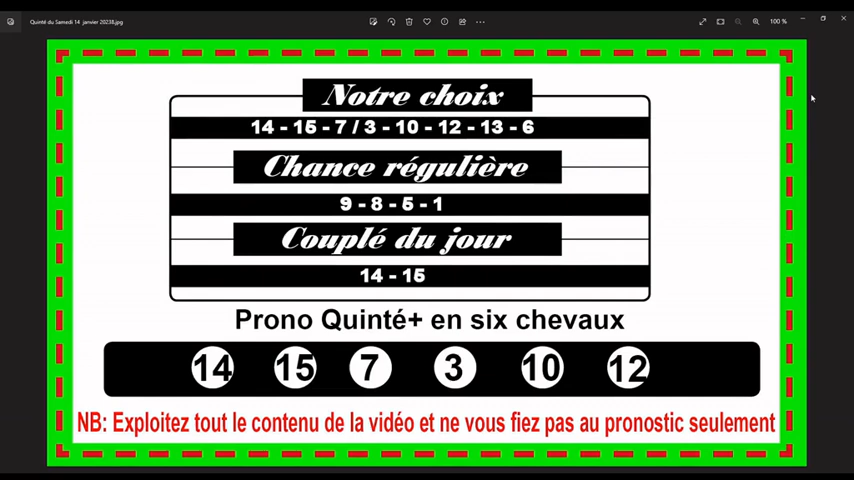 Quinté du Samedi 14 janvier 20238.jpg
100 %
Notre choix
14 - 15 - 7 / 3 - 10 - 12 - 13 - 6
Chance régulière
9 - 8 - 5 - 1
Couplé du jour
14 - 15
Prono Quinté+ en six chevaux
14 15 7 3 10 12
NB: Exploitez tout le contenu de la vidéo et ne vous fiez pas au pronostic seulement